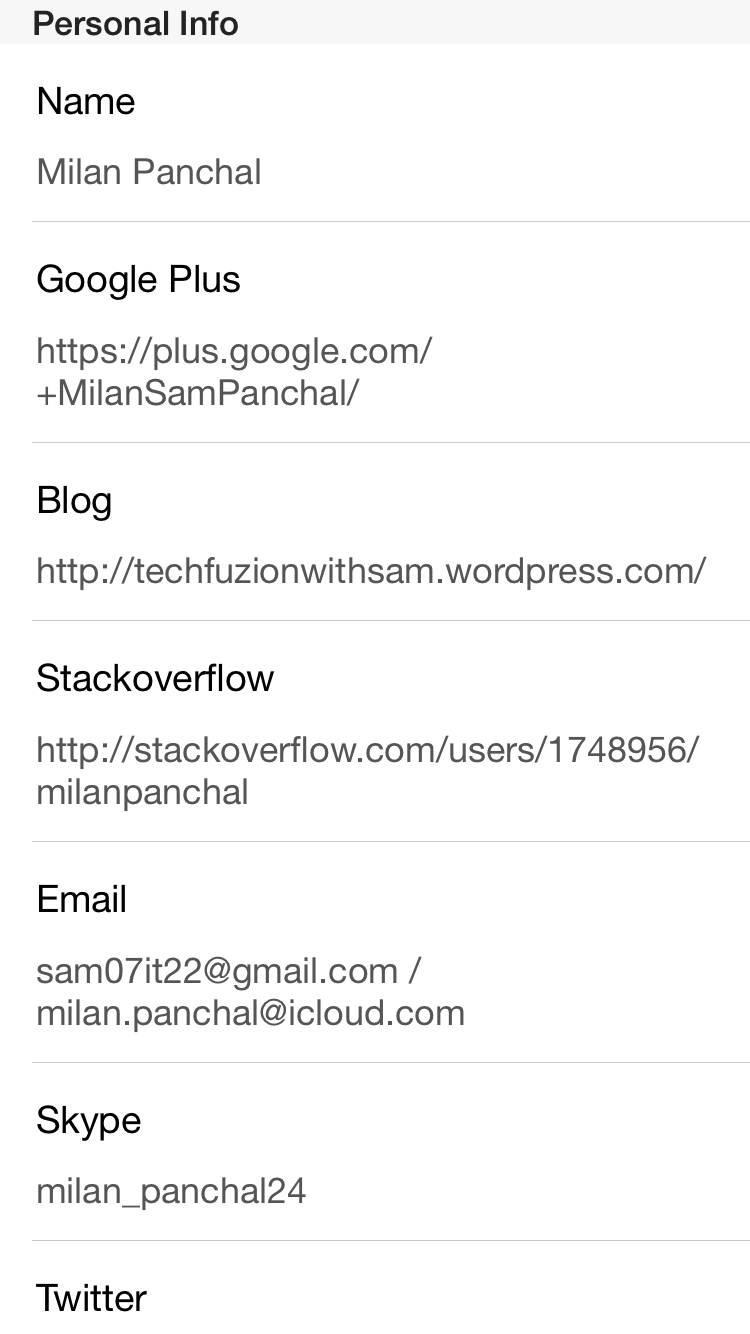 Personal Info
Name
Milan Panchal
Google Plus
https://plus.google.com/
+MilanSamPanchal/
Blog
http://techfuzionwithsam.wordpress.com/
Stackoverflow
http://stackoverflow.com/users/1748956/
milanpanchal
Email
sam07it22@gmail.com /
milan.panchal@icloud.com
Skype
milan_panchal24
Twitter